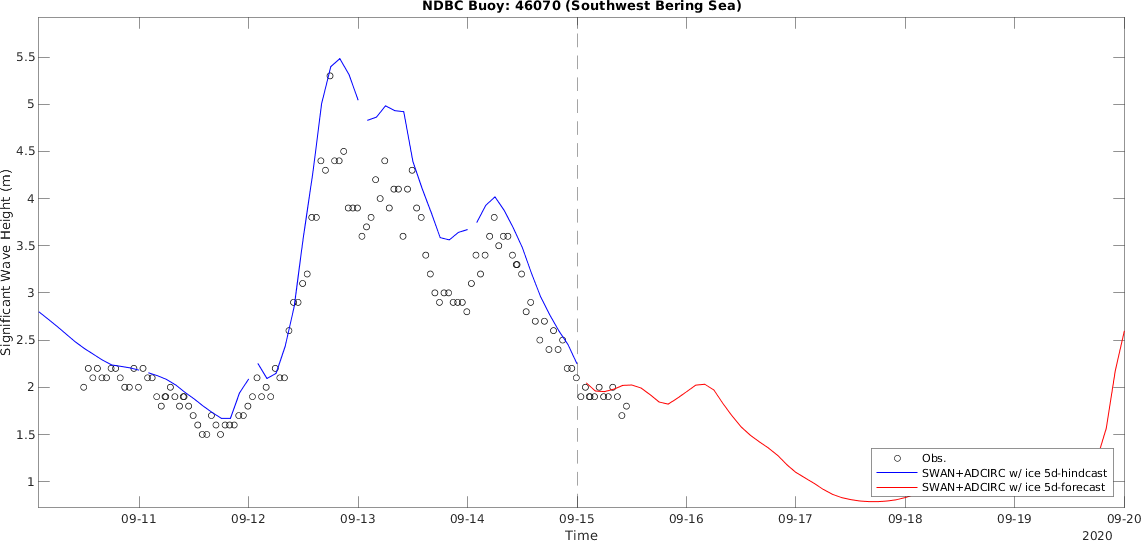 NDBC Buoy: 46070 (Southwest Bering Sea)
Significant Wave Height (m)
5.5
5
4.5
4
3.5
3
2.5
2
1.5
1
Obs.
SWAN+ADCIRC w/ ice 5d-hindcast
SWAN+ADCIRC w/ ice 5d-forecast
09-11 09-12 09-13 09-14 09-15 09-16 09-17 09-18 09-19 09-20
Time
2020